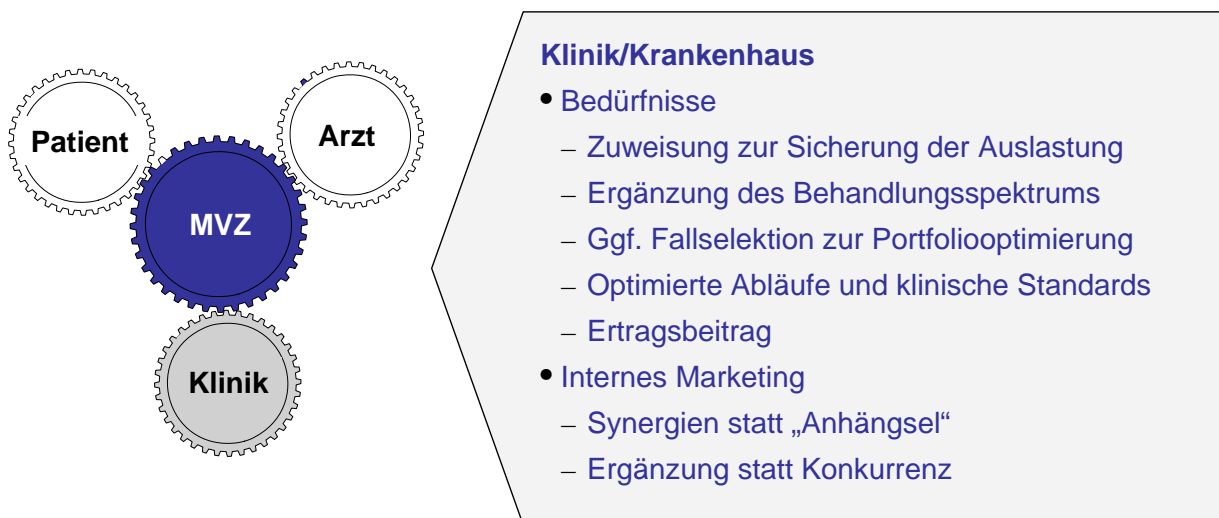 Patient
Arzt
MVZ
Klinik
Klinik/Krankenhaus
• Bedürfnisse
– Zuweisung zur Sicherung der Auslastung
– Ergänzung des Behandlungsspektrums
– Ggf. Fallselektion zur Portfoliooptimierung
– Optimierte Abläufe und klinische Standards
– Ertragsbeitrag
• Internes Marketing
– Synergien statt „Anhängsel“
– Ergänzung statt Konkurrenz